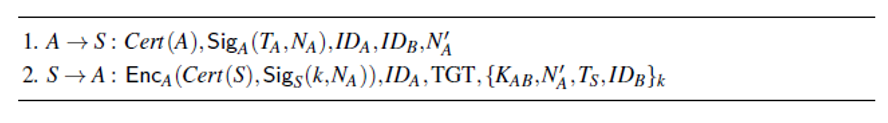 1. A → S : Cert(A), Sig_A(T_A, N_A), ID_A, ID_B, N'_A
2. S → A : Enc_A(Cert(S), Sig_S(k, N_A)), ID_A, TGT, {K_AB, N'_A, T_S, ID_B}_k